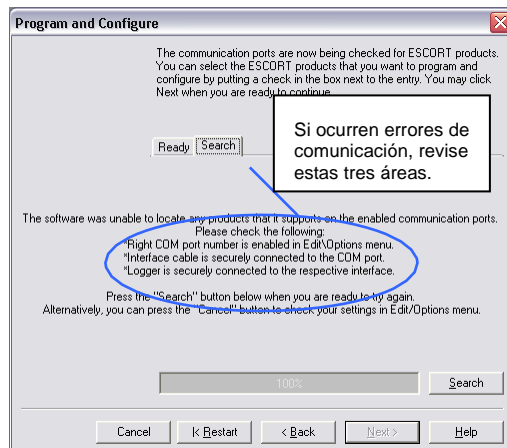 Program and Configure
The communication ports are now being checked for ESCORT products.
You can select the ESCORT products that you want to program and
configure by putting a check in the box next to the entry. You may click
Next when you are ready to continue.
Si ocurren errores de
comunicación, revise
estas tres áreas.
Ready
Search
The software was unable to locate any products that it supports on the enabled communication ports.
Please check the following:
*Right COM port number is enabled in Edit\Options menu.
*Interface cable is securely connected to the COM port.
*Logger is securely connected to the respective interface.
Press the "Search" button below when you are ready to try again.
Alternatively, you can press the "Cancel" button to check your settings in Edit/Options menu.
100%
Search
Cancel
|< Restart
< Back
Next >
Help